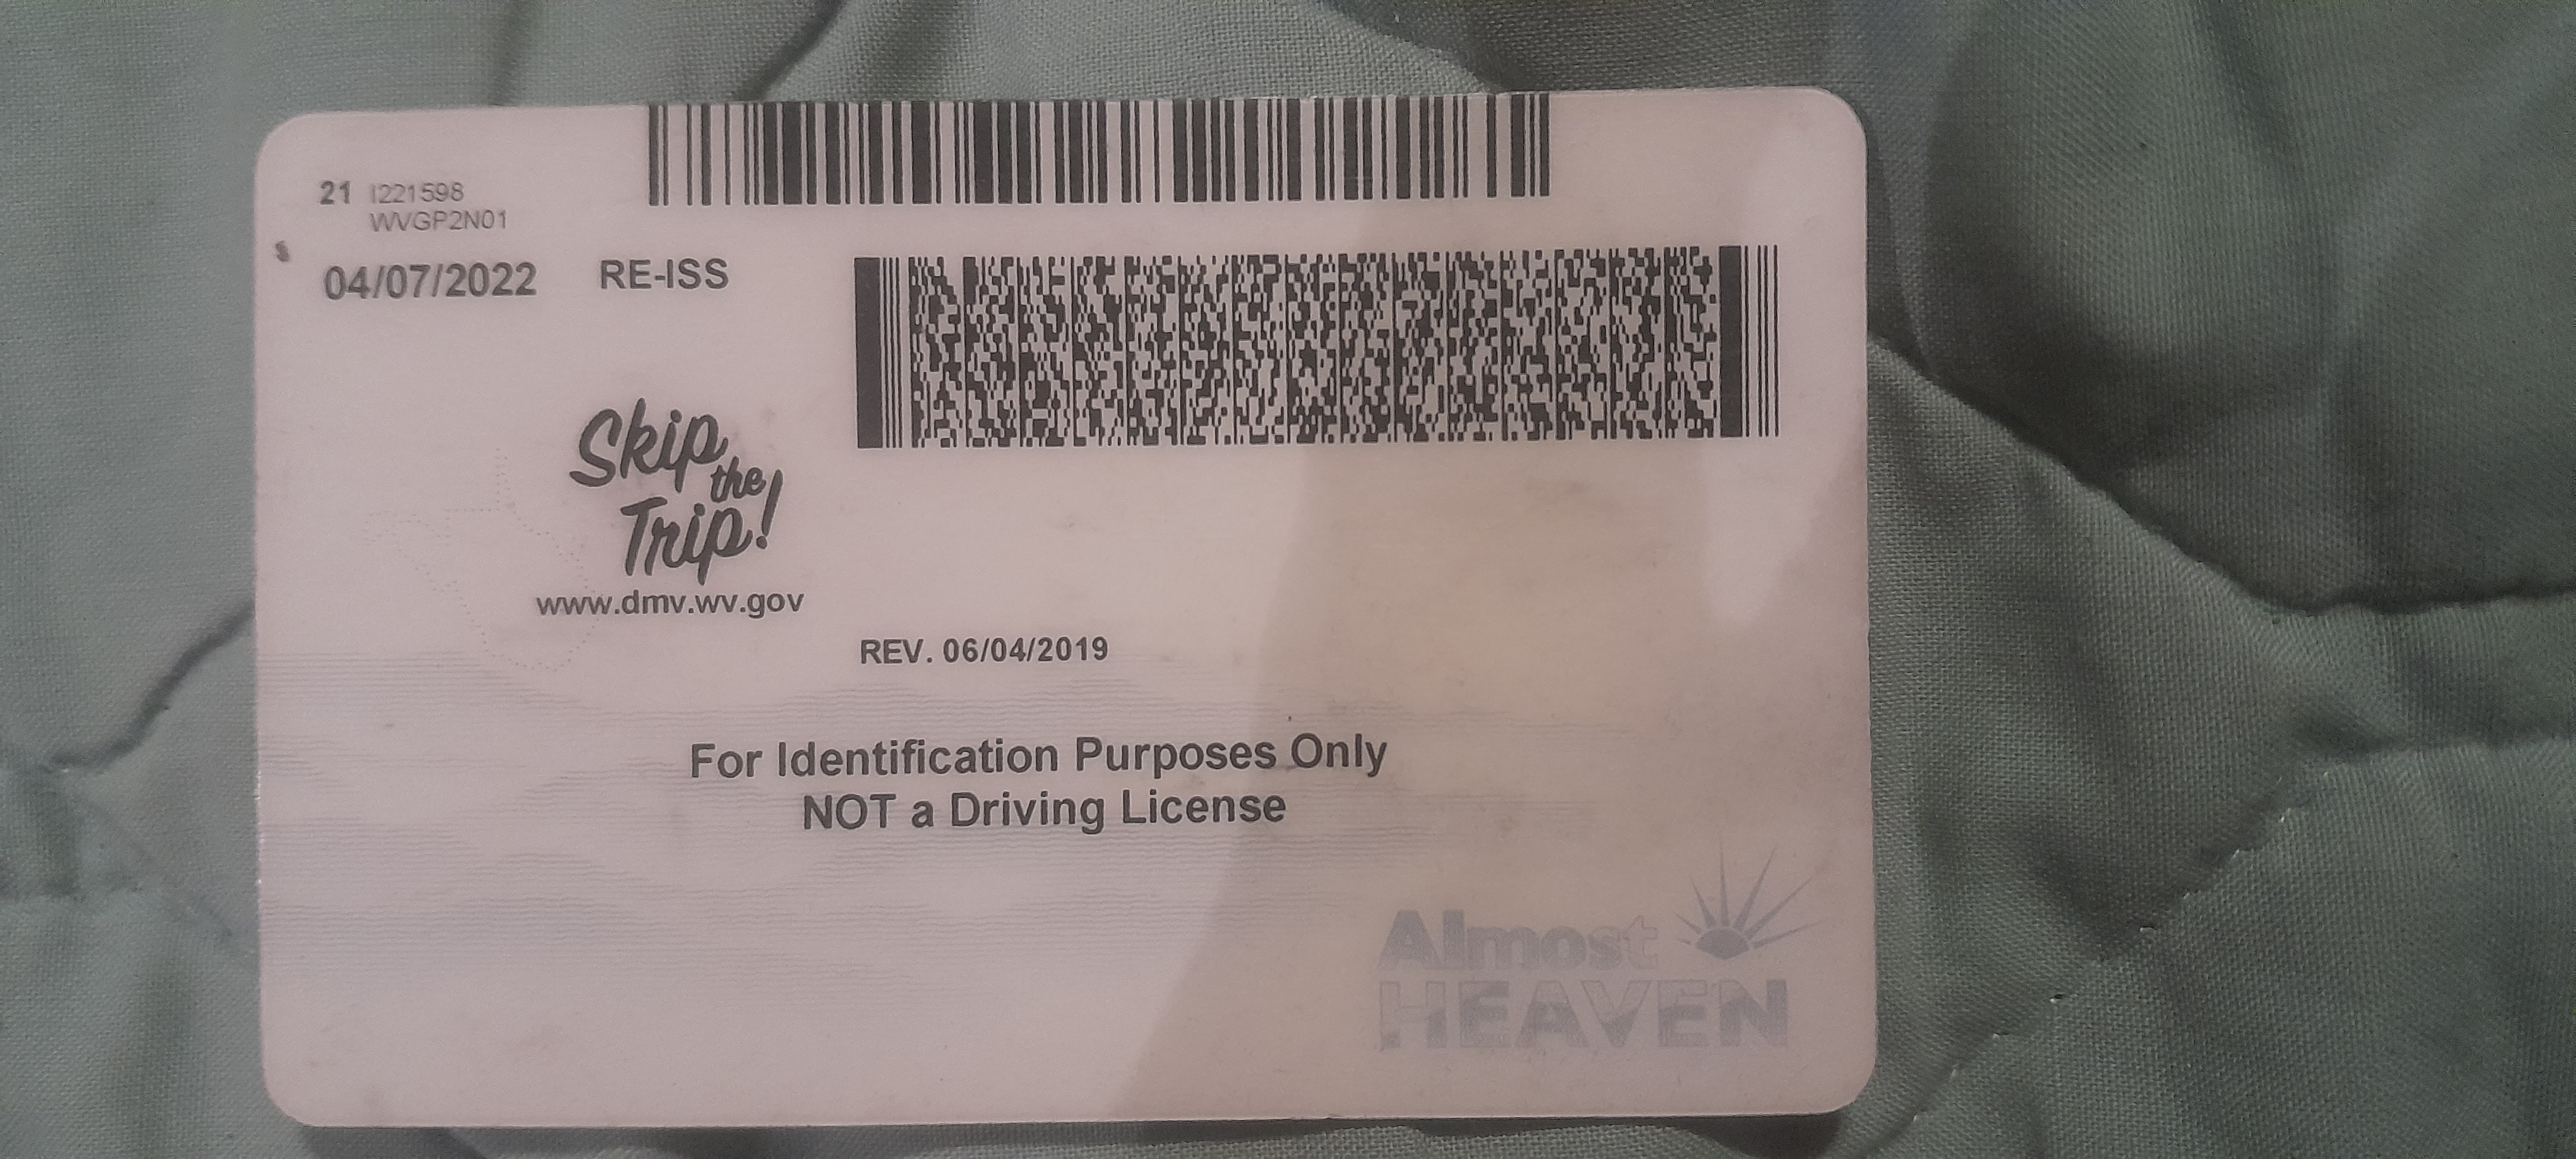 21 I221598
WVGP2N01
04/07/2022 RE-ISS
Skip
the
Trip!
www.dmv.wv.gov
REV. 06/04/2019
For Identification Purposes Only
NOT a Driving License
Almost
HEAVEN